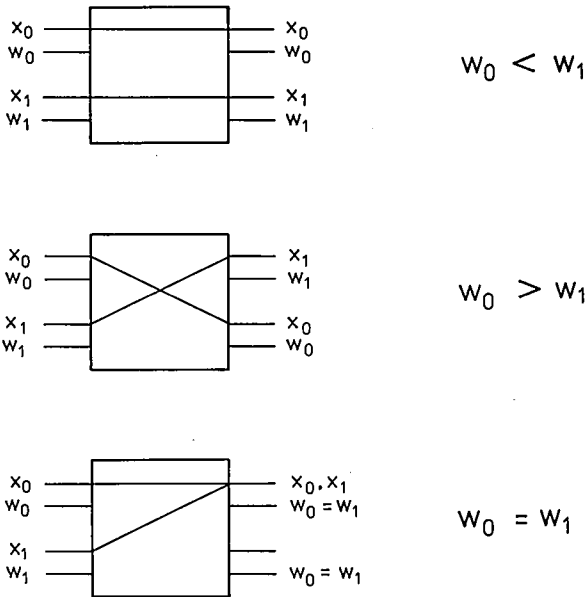 x₀ x₀
w₀ w₀
x₁ x₁
w₁ w₁
w₀ < w₁
x₀ x₁
w₀ w₁
x₁ x₀
w₁ w₀
w₀ > w₁
x₀ x₀,x₁
w₀ w₀ = w₁
x₁
w₁ w₀ = w₁
w₀ = w₁